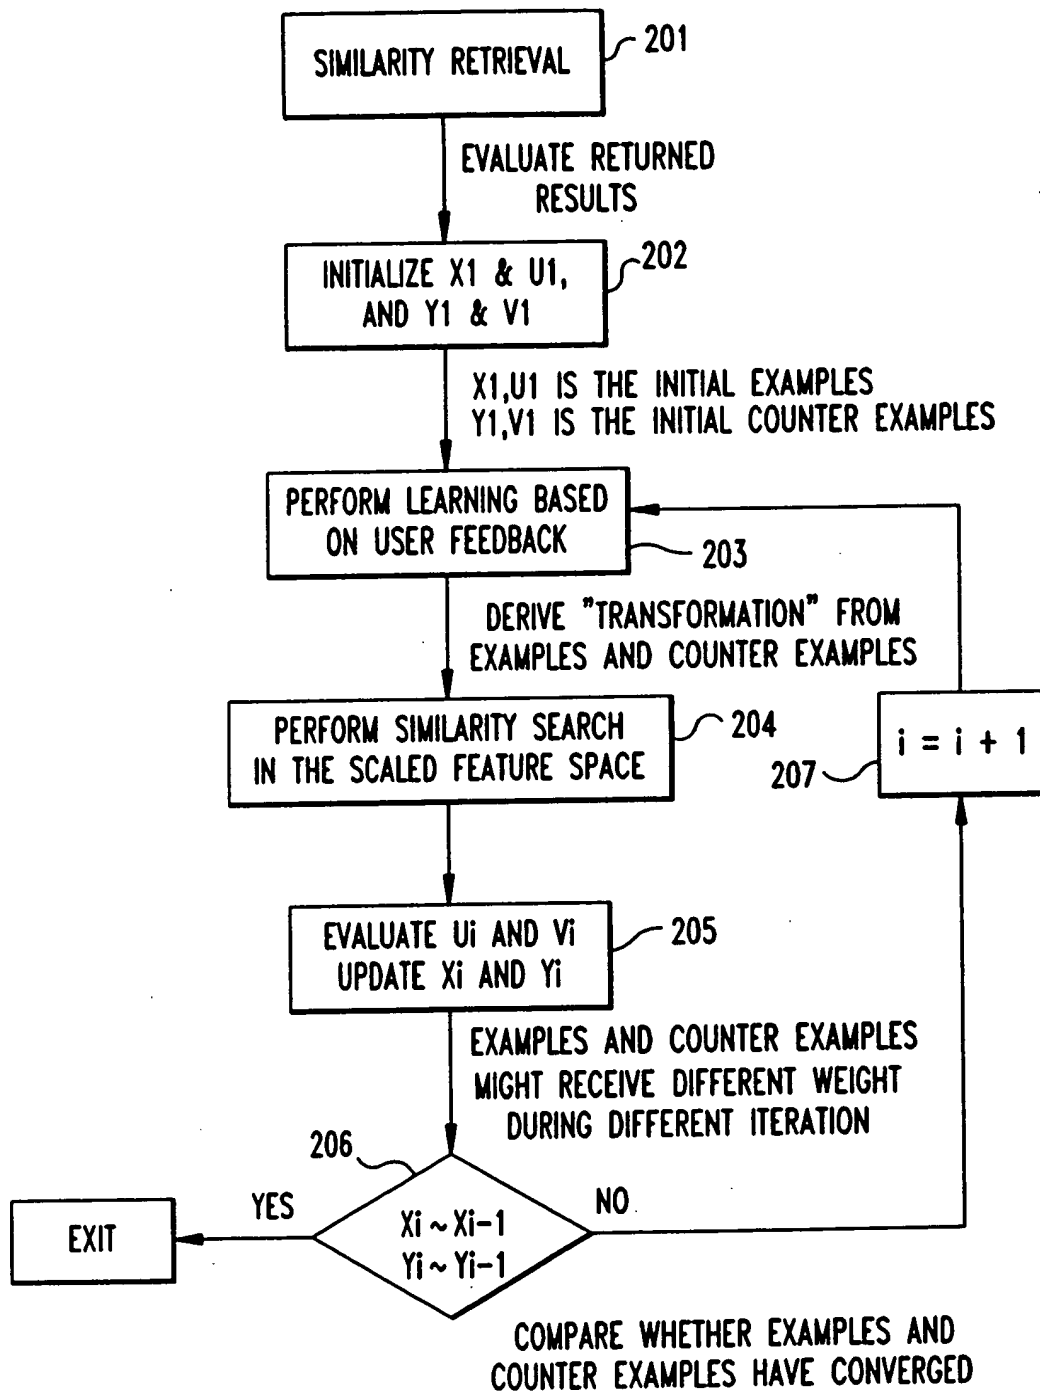 SIMILARITY RETRIEVAL
201
EVALUATE RETURNED
RESULTS
INITIALIZE X1 & U1,
AND Y1 & V1
202
X1,U1 IS THE INITIAL EXAMPLES
Y1,V1 IS THE INITIAL COUNTER EXAMPLES
PERFORM LEARNING BASED
ON USER FEEDBACK
203
DERIVE "TRANSFORMATION" FROM
EXAMPLES AND COUNTER EXAMPLES
PERFORM SIMILARITY SEARCH
IN THE SCALED FEATURE SPACE
204
i = i + 1
207
EVALUATE Ui AND Vi
UPDATE Xi AND Yi
205
EXAMPLES AND COUNTER EXAMPLES
MIGHT RECEIVE DIFFERENT WEIGHT
DURING DIFFERENT ITERATION
206
YES
NO
EXIT
Xi ~ Xi-1
Yi ~ Yi-1
COMPARE WHETHER EXAMPLES AND
COUNTER EXAMPLES HAVE CONVERGED